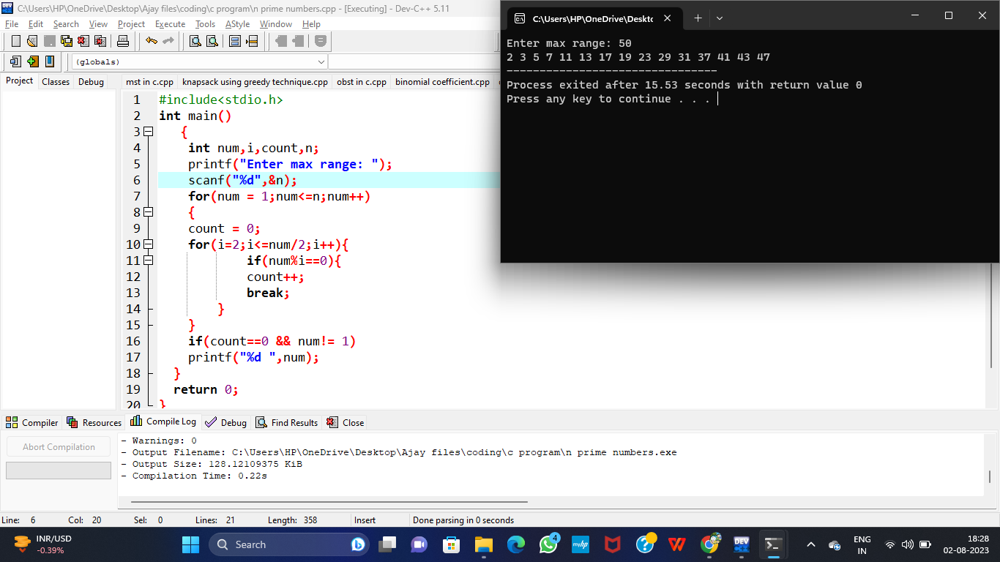 C:\Users\HP\OneDrive\Desktop\Ajay files\coding\c program\n prime numbers.cpp - [Executing] - Dev-C++ 5.11
File Edit Search View Project Execute Tools AStyle Window Help
(globals)
Project Classes Debug
mst in c.cpp knapsack using greedy technique.cpp obst in c.cpp binomial coefficient.cpp
1 #include<stdio.h>
2 int main()
3 {
4 int num,i,count,n;
5 printf("Enter max range: ");
6 scanf("%d",&n);
7 for(num = 1;num<=n;num++)
8 {
9 count = 0;
10 for(i=2;i<=num/2;i++){
11 if(num%i==0){
12 count++;
13 break;
14 }
15 }
16 if(count==0 && num!= 1)
17 printf("%d ",num);
18 }
19 return 0;
20 }
C:\Users\HP\OneDrive\Deskto
Enter max range: 50
2 3 5 7 11 13 17 19 23 29 31 37 41 43 47
--------------------------------
Process exited after 15.53 seconds with return value 0
Press any key to continue . . .
Compiler Resources Compile Log Debug Find Results Close
Abort Compilation
- Warnings: 0
- Output Filename: C:\Users\HP\OneDrive\Desktop\Ajay files\coding\c program\n prime numbers.exe
- Output Size: 128.12109375 KiB
- Compilation Time: 0.22s
Line: 6 Col: 20 Sel: 0 Lines: 21 Length: 358 Insert Done parsing in 0 seconds
INR/USD
-0.39%
Search
4
myhp
DEV
ENG
IN
18:28
02-08-2023